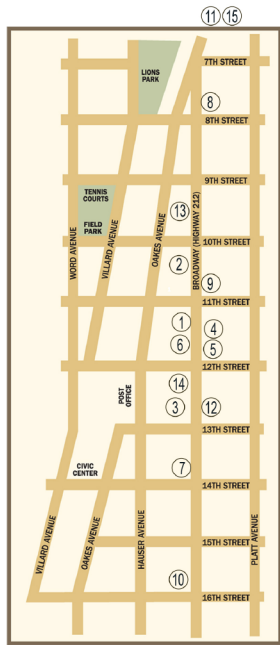 11 15
7TH STREET
LIONS
PARK
8
8TH STREET
9TH STREET
TENNIS
COURTS
13
FIELD
PARK
10TH STREET
WORD AVENUE
VILLARD AVENUE
OAKES AVENUE
BROADWAY (HIGHWAY 212)
2
9
11TH STREET
1
4
6
5
12TH STREET
POST
OFFICE
14
3
12
13TH STREET
CIVIC
CENTER
7
14TH STREET
VILLARD AVENUE
OAKES AVENUE
HAUSER AVENUE
PLATT AVENUE
15TH STREET
10
16TH STREET